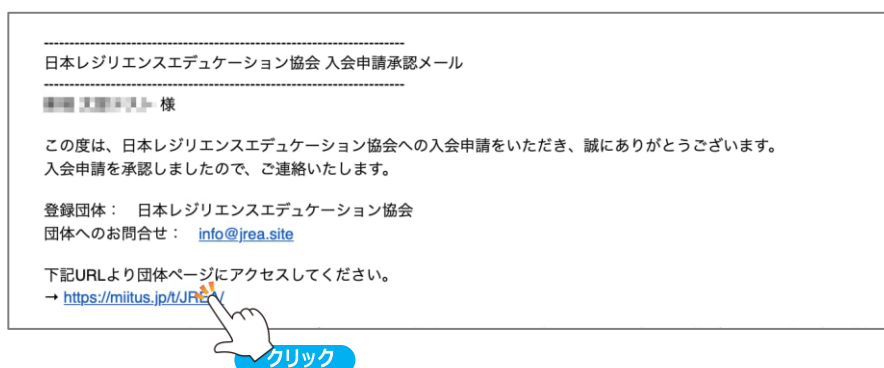 ------------------------------------------------------------------------
日本レジリエンスエデュケーション協会 入会申請承認メール
------------------------------------------------------------------------
様
この度は、日本レジリエンスエデュケーション協会への入会申請をいただき、誠にありがとうございます。
入会申請を承認しましたので、ご連絡いたします。
登録団体： 日本レジリエンスエデュケーション協会
団体へのお問合せ： info@jrea.site
下記URLより団体ページにアクセスしてください。
→
クリック